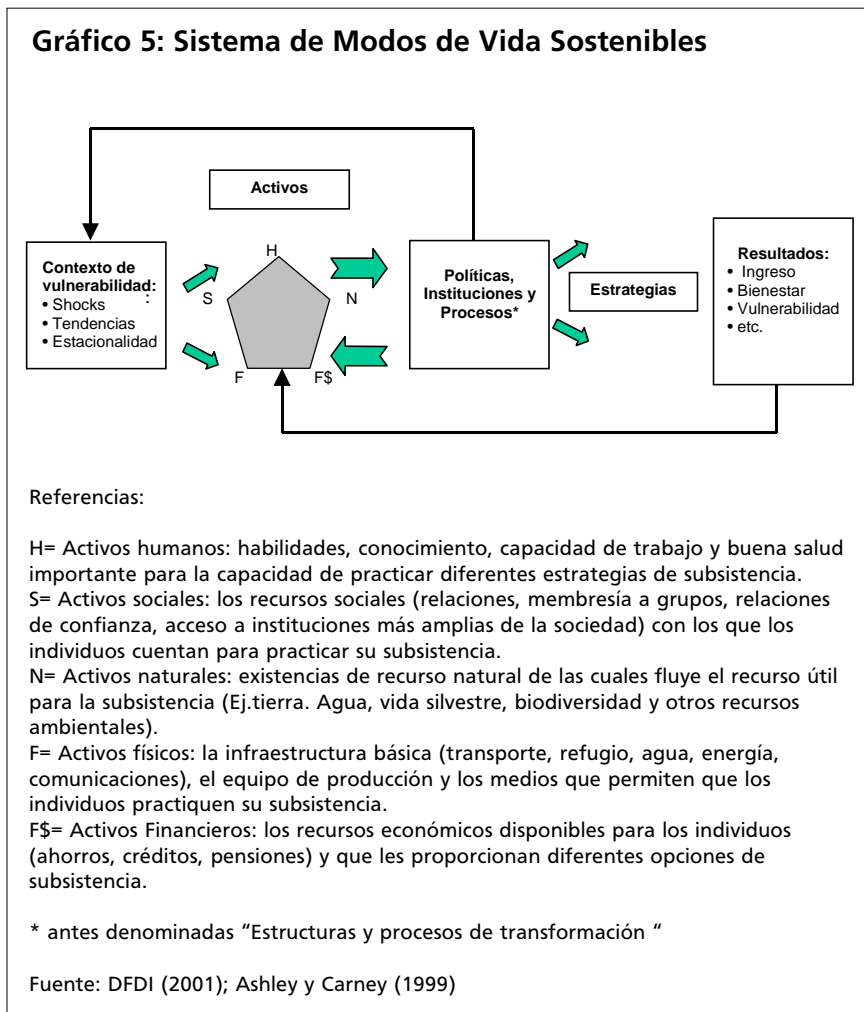 Gráfico 5: Sistema de Modos de Vida Sostenibles
Activos
Contexto de
vulnerabilidad:
:
• Shocks
• Tendencias
• Estacionalidad
H
S
N
F
F$
Políticas,
Instituciones y
Procesos*
Estrategias
Resultados:
• Ingreso
• Bienestar
• Vulnerabilidad
• etc.
Referencias:
H= Activos humanos: habilidades, conocimiento, capacidad de trabajo y buena salud
importante para la capacidad de practicar diferentes estrategias de subsistencia.
S= Activos sociales: los recursos sociales (relaciones, membresía a grupos, relaciones
de confianza, acceso a instituciones más amplias de la sociedad) con los que los
individuos cuentan para practicar su subsistencia.
N= Activos naturales: existencias de recurso natural de las cuales fluye el recurso útil
para la subsistencia (Ej.tierra. Agua, vida silvestre, biodiversidad y otros recursos
ambientales).
F= Activos físicos: la infraestructura básica (transporte, refugio, agua, energía,
comunicaciones), el equipo de producción y los medios que permiten que los
individuos practiquen su subsistencia.
F$= Activos Financieros: los recursos económicos disponibles para los individuos
(ahorros, créditos, pensiones) y que les proporcionan diferentes opciones de
subsistencia.
* antes denominadas “Estructuras y procesos de transformación “
Fuente: DFDI (2001); Ashley y Carney (1999)